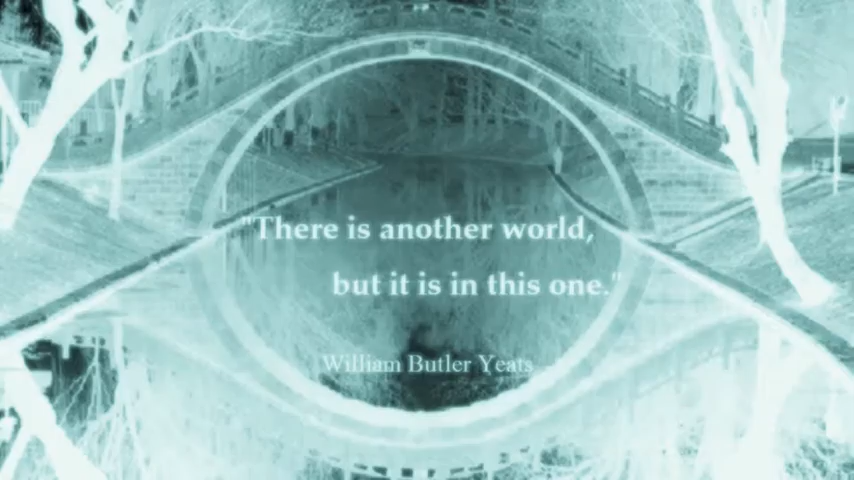 "There is another world,
but it is in this one."
William Butler Yeats